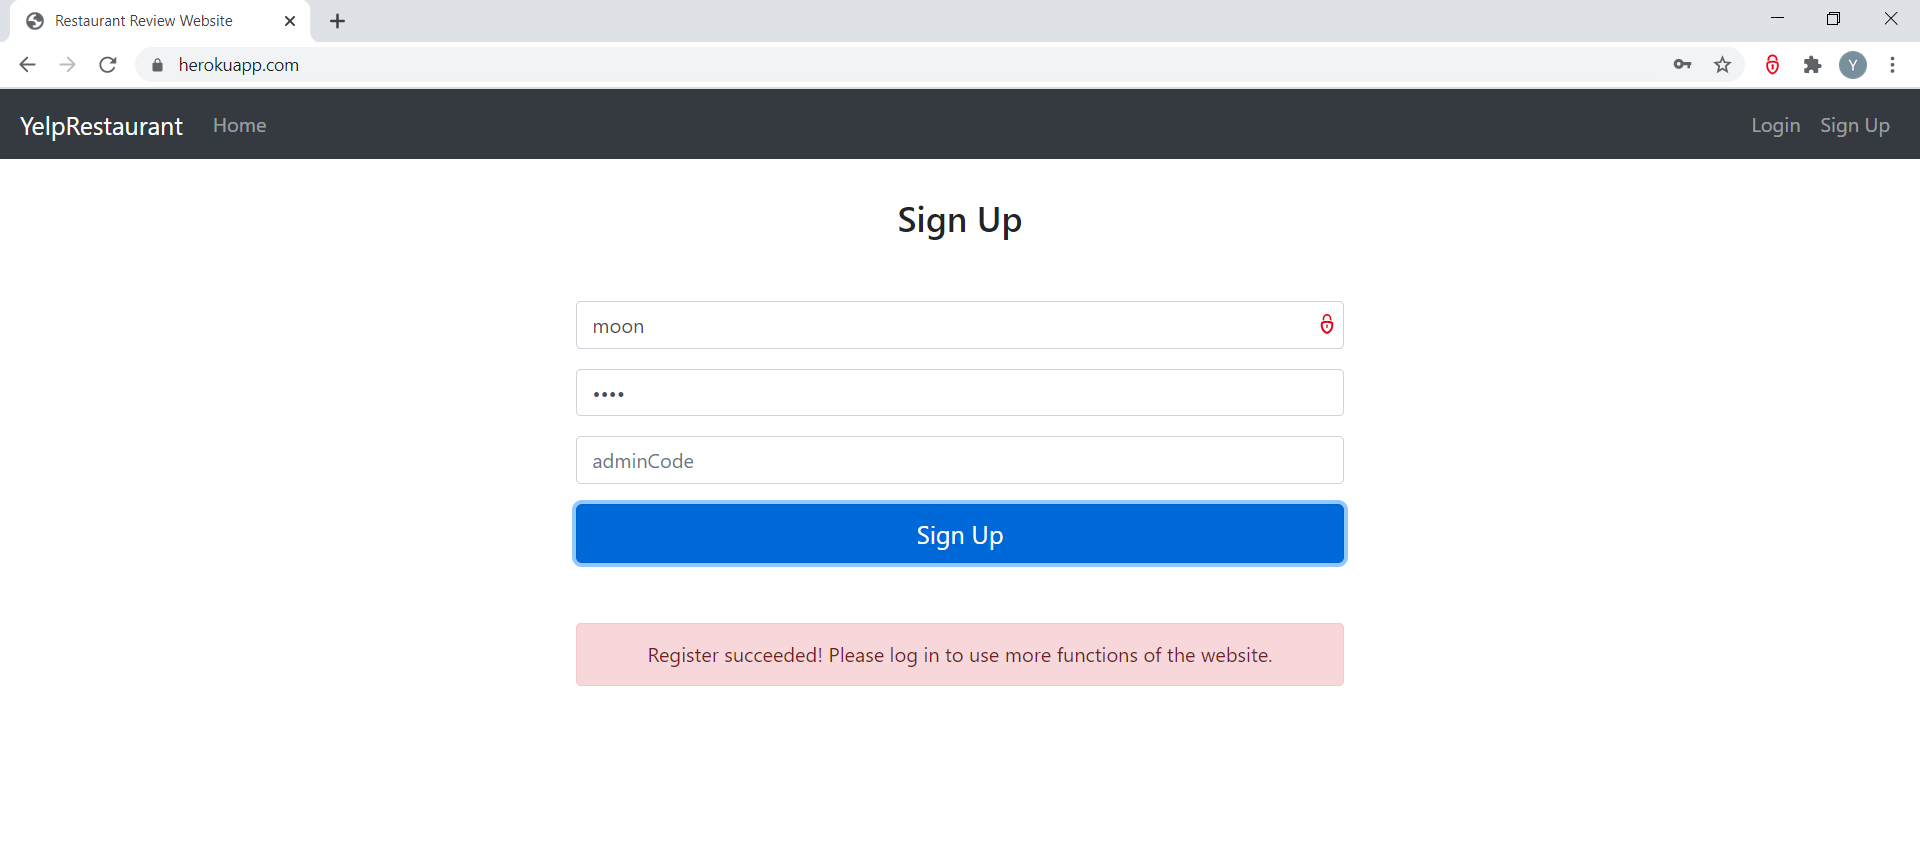 Restaurant Review Website
herokuapp.com
Y
YelpRestaurant Home Login Sign Up
Sign Up
moon
••••
adminCode
Sign Up
Register succeeded! Please log in to use more functions of the website.